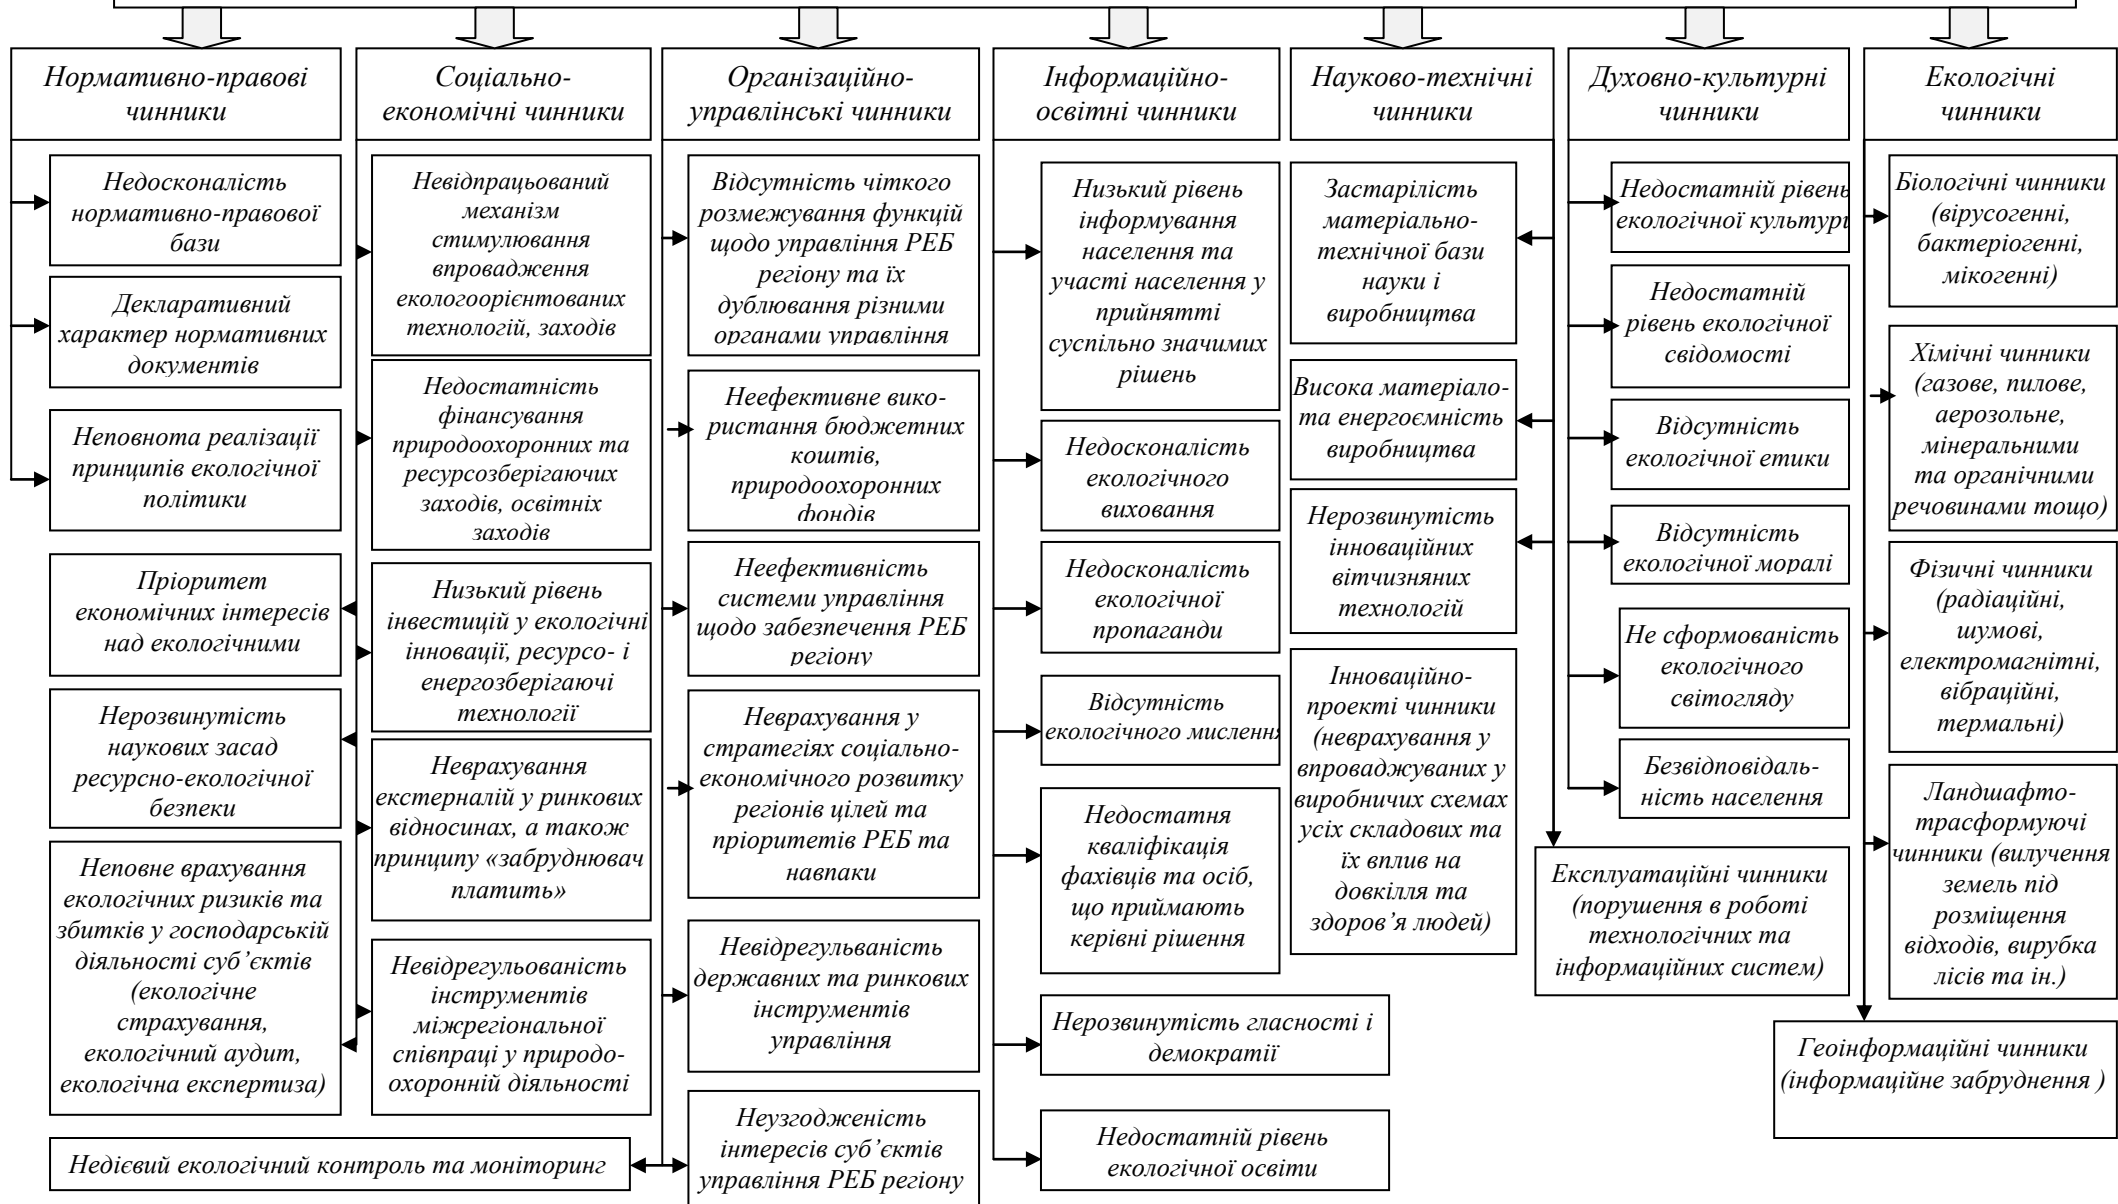 Нормативно-правові
чинники
Недосконалість
нормативно-правової
бази
Декларативний
характер нормативних
документів
Неповнота реалізації
принципів екологічної
політики
Соціально-
економічні чинники
Невідпрацьований
механізм
стимулювання
впровадження
екологоорієнтованих
технологій, заходів
Недостатність
фінансування
природоохоронних та
ресурсозберігаючих
заходів, освітніх
заходів
Низький рівень
інвестицій у екологічні
інновації, ресурсо- і
енергозберігаючі
технології
Неврахування
екстерналій у ринкових
відносинах, а також
принципу «забруднювач
платить»
Невідрегульованість
інструментів
міжрегіональної
співпраці у природо-
охоронній діяльності
Пріоритет
економічних інтересів
над екологічними
Нерозвинутість
наукових засад
ресурсно-екологічної
безпеки
Неповне врахування
екологічних ризиків та
збитків у господарській
діяльності суб’єктів
(екологічне
страхування,
екологічний аудит,
екологічна експертиза)
Організаційно-
управлінські чинники
Відсутність чіткого
розмежування функцій
щодо управління РЕБ
регіону та їх
дублювання різними
органами управління
Неефективне вико-
ристання бюджетних
коштів,
природоохоронних
фондів
Неефективність
системи управління
щодо забезпечення РЕБ
регіону
Неврахування у
стратегіях соціально-
економічного розвитку
регіонів цілей та
пріоритетів РЕБ та
навпаки
Невідрегульваність
державних та ринкових
інструментів
управління
Неузгодженість
інтересів суб’єктів
управління РЕБ регіону
Недієвий екологічний контроль та моніторинг
Інформаційно-
освітні чинники
Низький рівень
інформування
населення та
участі населення у
прийнятті
суспільно значимих
рішень
Недосконалість
екологічного
виховання
Недосконалість
екологічної
пропаганди
Відсутність
екологічного мислення
Недостатня
кваліфікація
фахівців та осіб,
що приймають
керівні рішення
Нерозвинутість гласності і
демократії
Недостатній рівень
екологічної освіти
Науково-технічні
чинники
Застарілість
матеріально-
технічної бази
науки і
виробництва
Висока матеріало-
та енергоємність
виробництва
Нерозвинутість
інноваційних
вітчизняних
технологій
Інноваційно-
проекті чинники
(неврахування у
впроваджуваних у
виробничих схемах
усіх складових та
їх вплив на
довкілля та
здоров’я людей)
Експлуатаційні чинники
(порушення в роботі
технологічних та
інформаційних систем)
Духовно-культурні
чинники
Недостатній рівень
екологічної культури
Недостатній
рівень екологічної
свідомості
Відсутність
екологічної етики
Відсутність
екологічної моралі
Не сформованість
екологічного
світогляду
Безвідповідаль-
ність населення
Екологічні
чинники
Біологічні чинники
(вірусогенні,
бактеріогенні,
мікогенні)
Хімічні чинники
(газове, пилове,
аерозольне,
мінеральними
та органічними
речовинами тощо)
Фізичні чинники
(радіаційні,
шумові,
електромагнітні,
вібраційні,
термальні)
Ландшафто-
трасформуючі
чинники (вилучення
земель під
розміщення
відходів, вирубка
лісів та ін.)
Геоінформаційні чинники
(інформаційне забруднення )